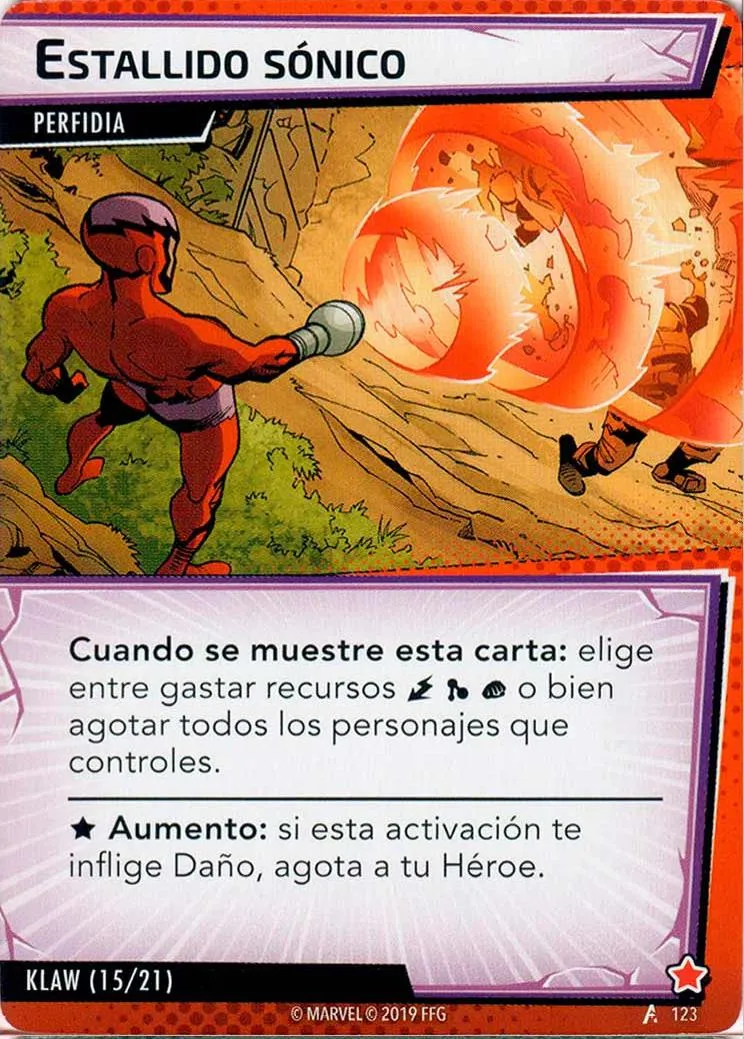 ESTALLIDO SÓNICO
PERFIDIA
Cuando se muestre esta carta: elige
entre gastar recursos o bien
agotar todos los personajes que
controles.
★ Aumento: si esta activación te
inflige Daño, agota a tu Héroe.
KLAW (15/21)
© MARVEL © 2019 FFG
123